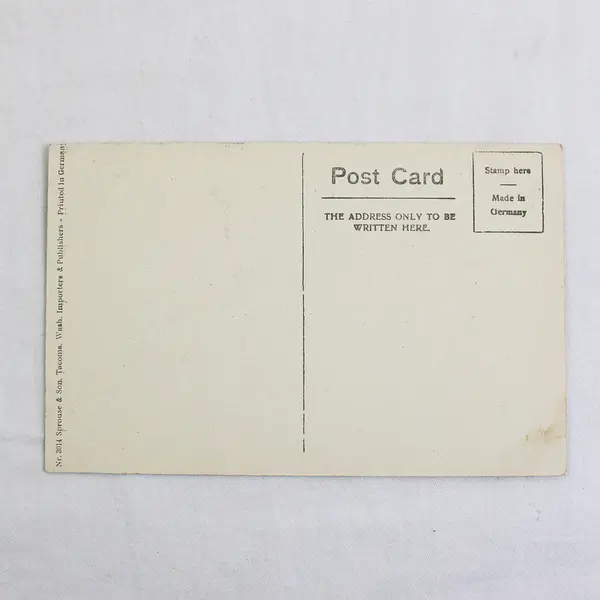 Nr. 3014 Sprouse & Son, Tacoma, Wash. Importers & Publishers - Printed in Germany
Post Card
THE ADDRESS ONLY TO BE
WRITTEN HERE.
Stamp here
Made in
Germany